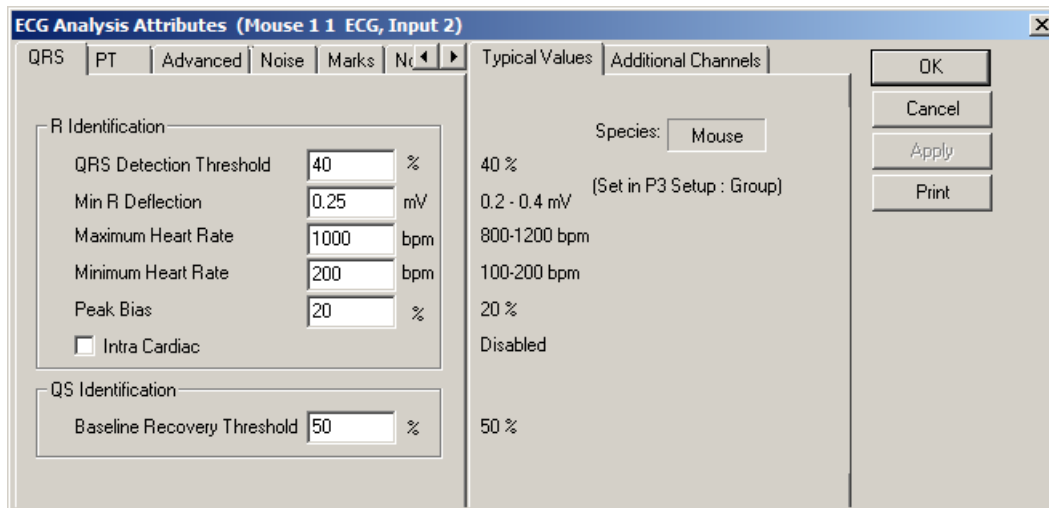 ECG Analysis Attributes (Mouse 1 1 ECG, Input 2)
QRS PT Advanced Noise Marks
Typical Values Additional Channels
OK
Cancel
Apply
Print
R Identification
Species: Mouse
(Set in P3 Setup : Group)
QRS Detection Threshold 40 % 40 %
Min R Deflection 0.25 mV 0.2 - 0.4 mV
Maximum Heart Rate 1000 bpm 800-1200 bpm
Minimum Heart Rate 200 bpm 100-200 bpm
Peak Bias 20 % 20 %
Intra Cardiac Disabled
QS Identification
Baseline Recovery Threshold 50 % 50 %